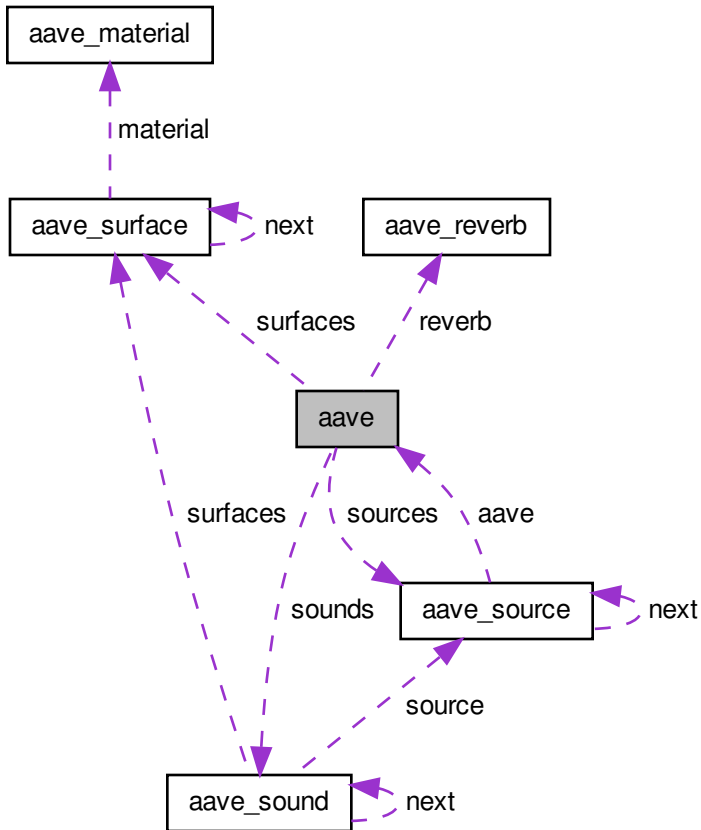 aave_material
material
aave_surface
next
aave_reverb
surfaces
reverb
aave
surfaces
sources
aave
sounds
aave_source
next
source
aave_sound
next